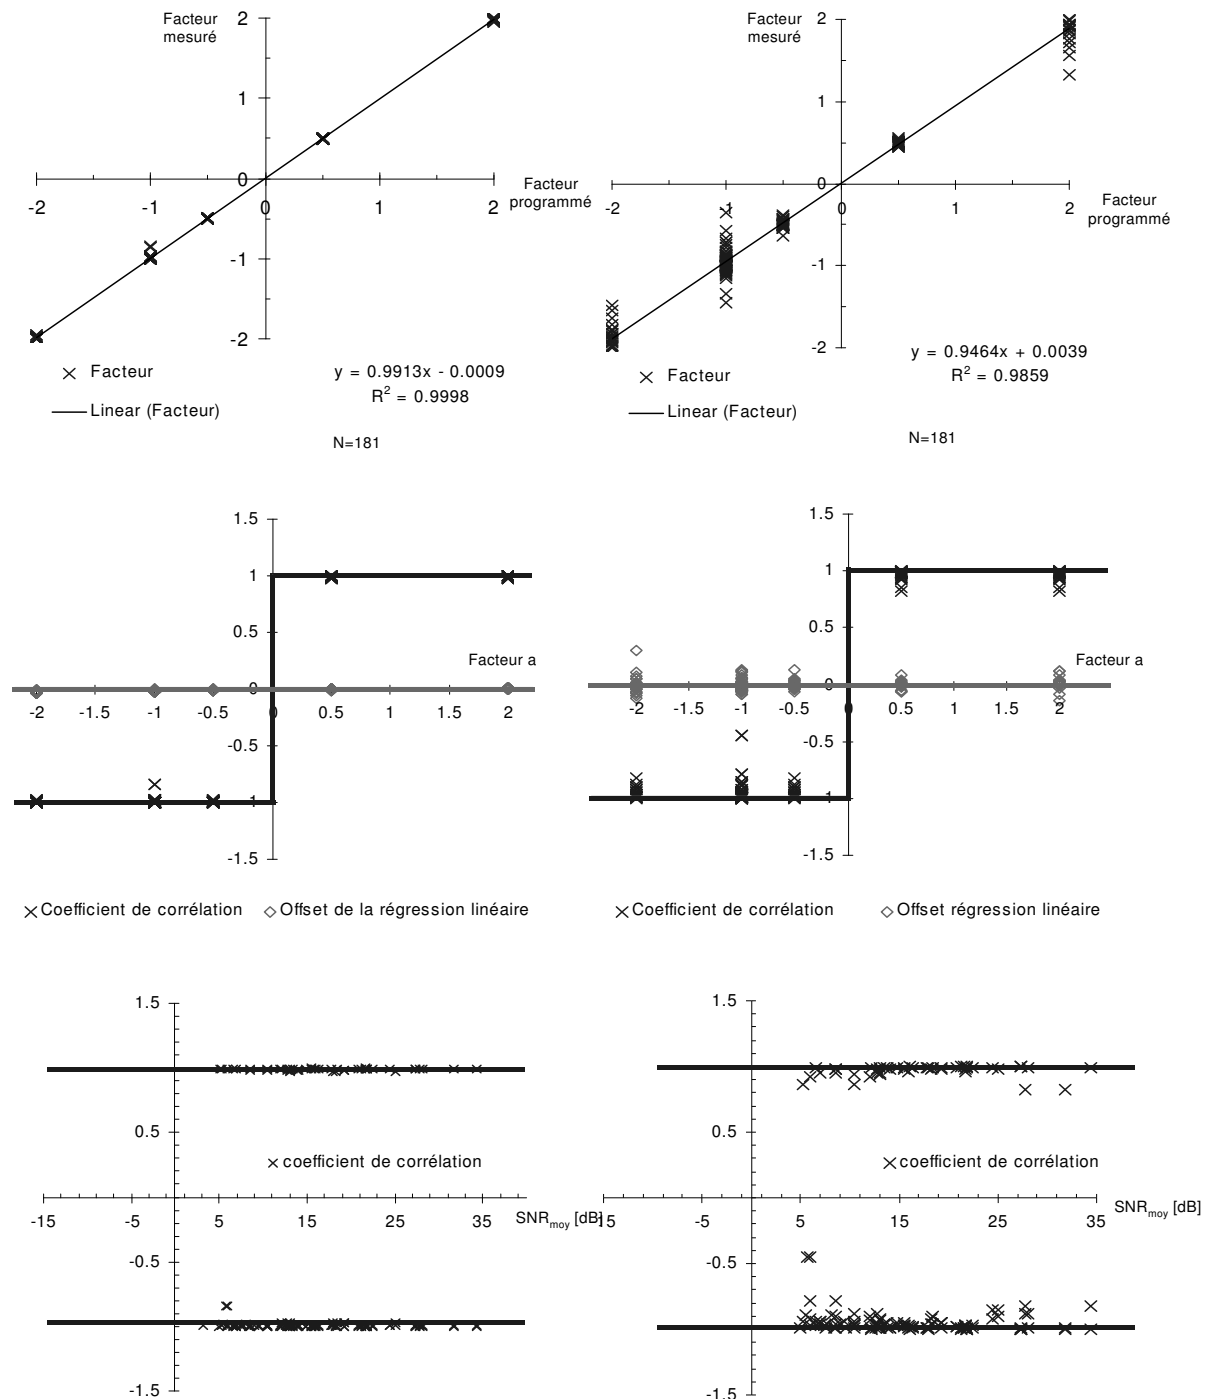 Facteur
mesuré
2
1
0
-1
-2
-2
-1
0
1
2
Facteur
programmé
× Facteur
Linear (Facteur)
y = 0.9913x - 0.0009
R² = 0.9998
N=181
Facteur
mesuré
2
1
0
-1
-2
-2
-1
0
1
2
Facteur
programmé
× Facteur
Linear (Facteur)
y = 0.9464x + 0.0039
R² = 0.9859
N=181
1.5
1
0.5
0
-0.5
-1
-1.5
-2
-1.5
-1
-0.5
0
0.5
1
1.5
2
Facteur a
× Coefficient de corrélation ◇ Offset de la régression linéaire
1.5
1
0.5
0
-0.5
-1
-1.5
-2
-1.5
-1
-0.5
0
0.5
1
1.5
2
Facteur a
× Coefficient de corrélation ◇ Offset régression linéaire
1.5
0.5
-0.5
-1.5
× coefficient de corrélation
-15
-5
5
15
25
35
SNRmoy [dB]
1.5
0.5
-0.5
-1.5
× coefficient de corrélation
-15
-5
5
15
25
35
SNRmoy [dB]